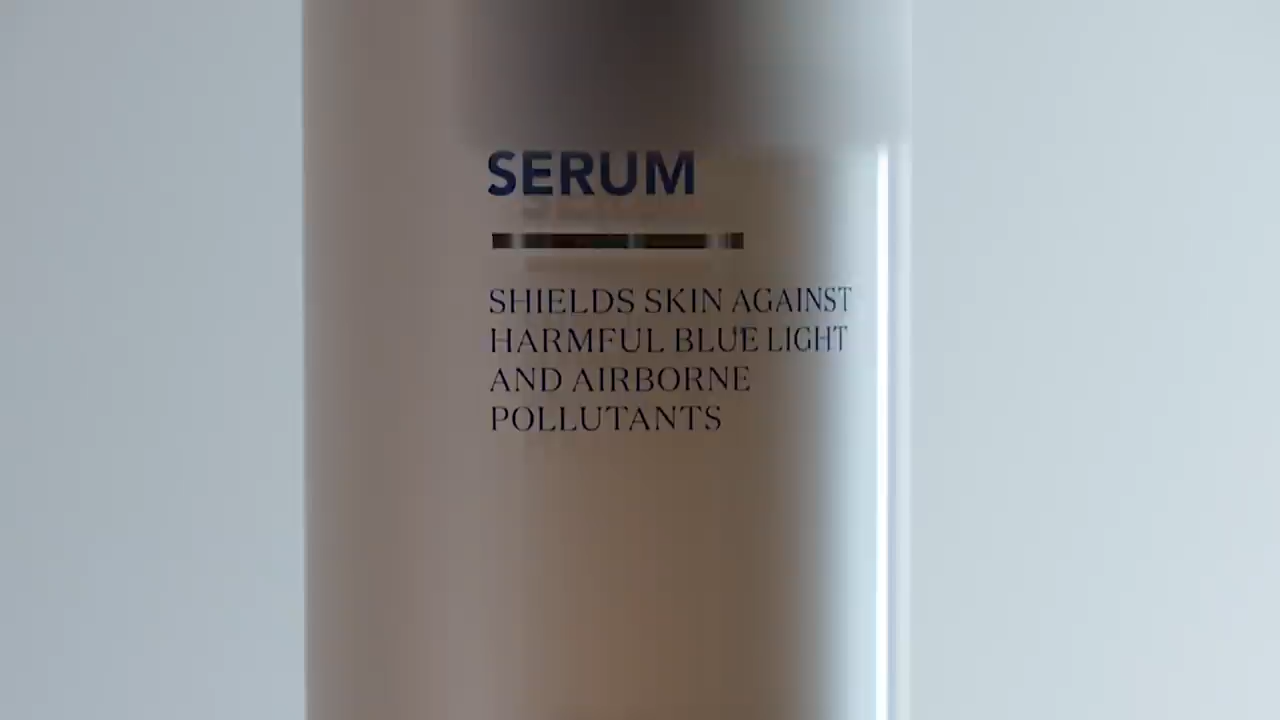 SERUM
SHIELDS SKIN AGAINST
HARMFUL BLUE LIGHT
AND AIRBORNE
POLLUTANTS